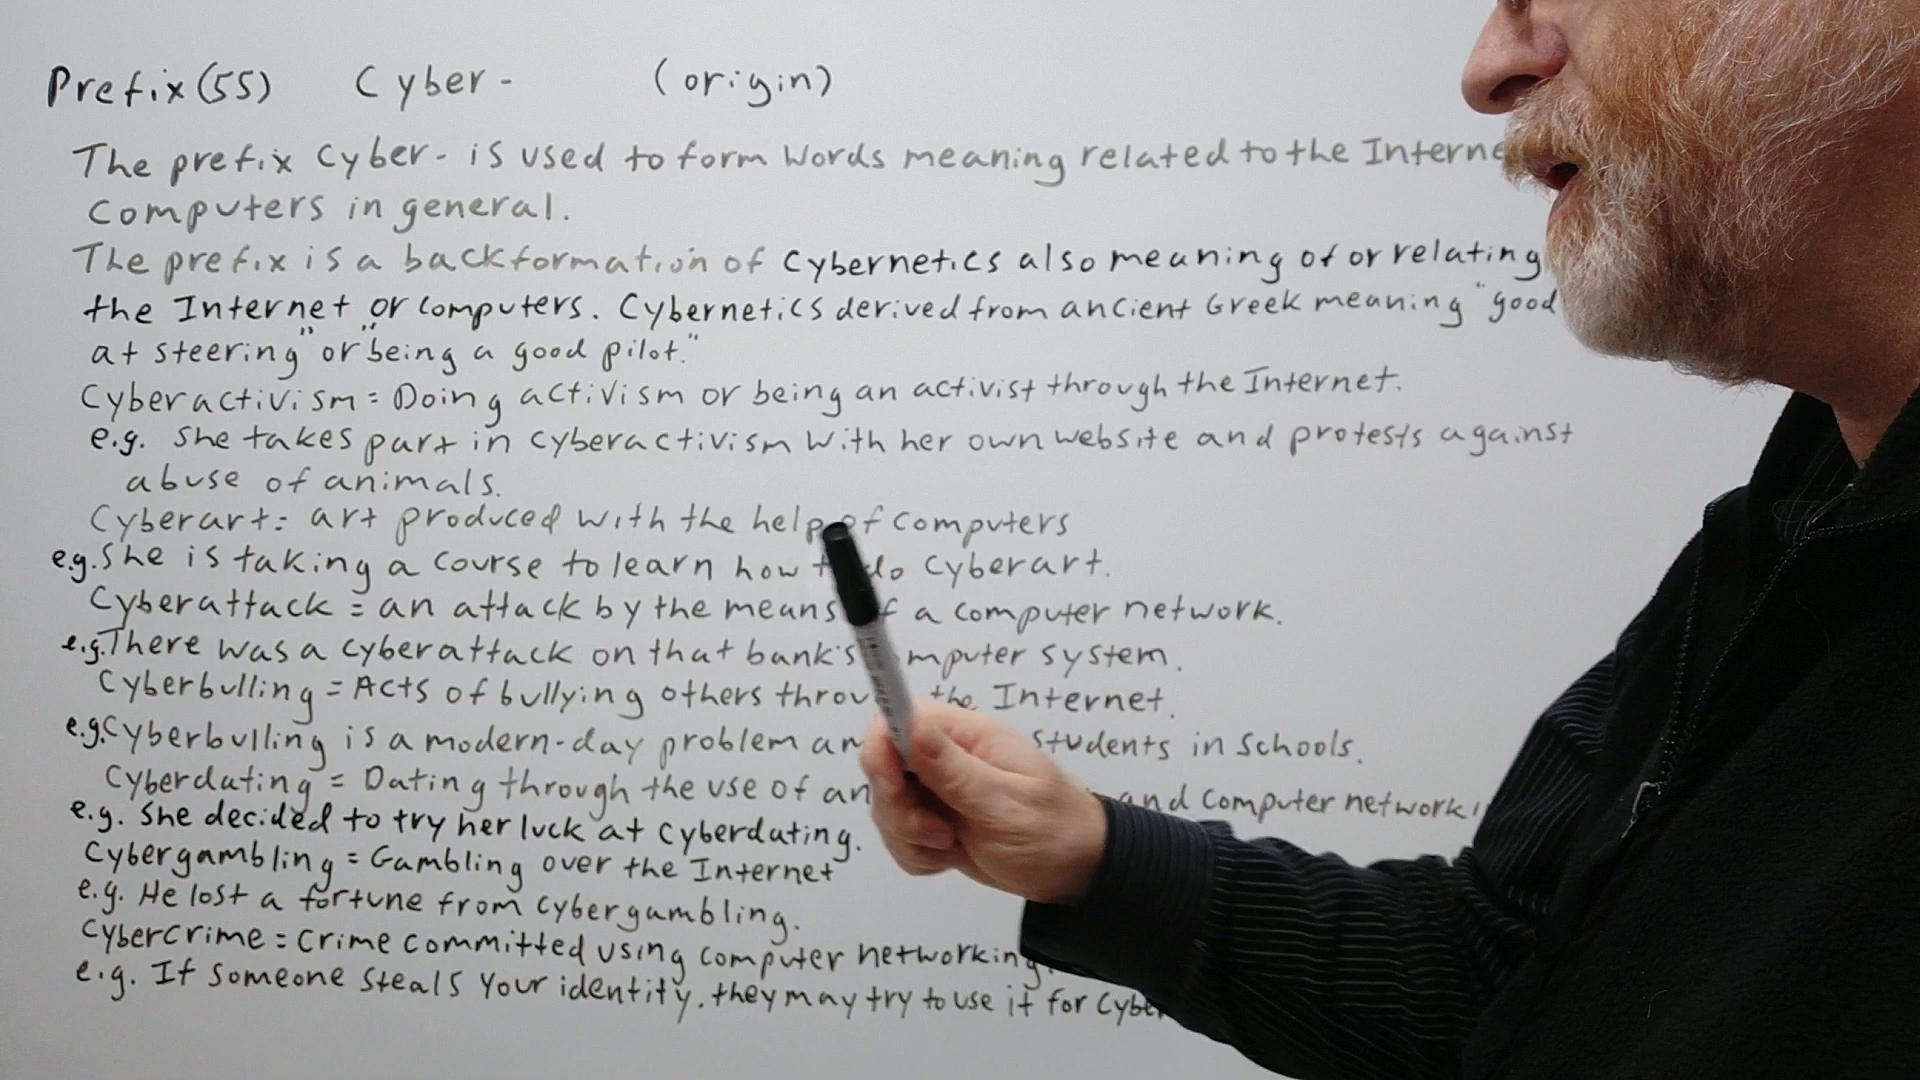 Prefix (55) Cyber- (origin)
The prefix Cyber- is used to form words meaning related to the Interne
Computers in general.
The prefix is a backformation of Cybernetics also meaning of or relating
the Internet or computers. Cybernetics derived from ancient Greek meaning "good
at steering" or "being a good pilot."
Cyberactivism = Doing activism or being an activist through the Internet.
e.g. She takes part in cyberactivism with her own website and protests against
abuse of animals.
Cyberart = art produced with the help of computers
e.g. She is taking a course to learn how do cyberart.
Cyberattack = an attack by the means a computer network.
e.g. There was a cyberattack on that bank's mputer system.
Cyberbulling = Acts of bullying others throu the Internet.
e.g. Cyberbulling is a modern-day problem am students in schools.
Cyberdating = Dating through the use of an and computer network
e.g. She decided to try her luck at cyberdating.
Cybergambling = Gambling over the Internet
e.g. He lost a fortune from cybergambling.
Cybercrime = Crime committed using computer networking.
e.g. If someone steals your identity, they may try to use it for cybe